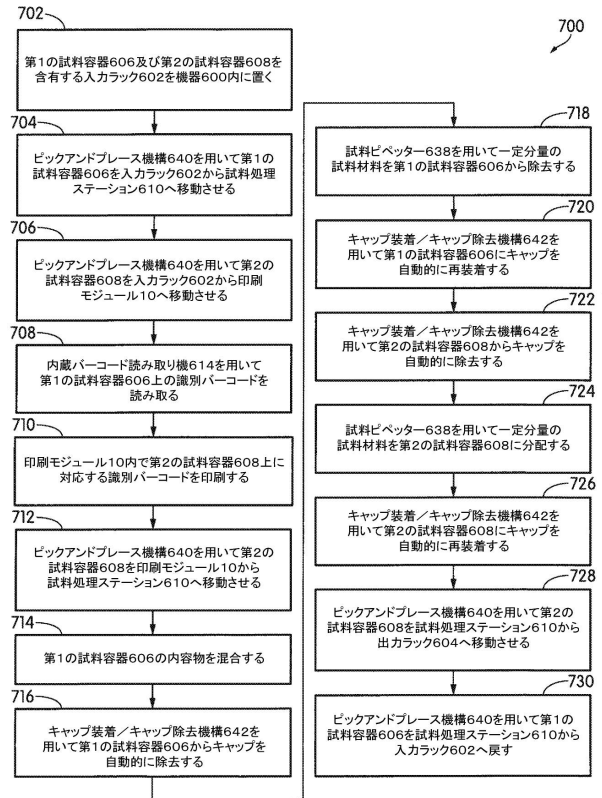 700
702
第1の試料容器606及び第2の試料容器608を
含有する入力ラック602を機器600内に置く
704
ピックアンドプレース機構640を用いて第1の
試料容器606を入力ラック602から試料処理
ステーション610へ移動させる
706
ピックアンドプレース機構640を用いて第2の
試料容器608を入力ラック602から印刷
モジュール10へ移動させる
708
内蔵バーコード読み取り機614を用いて
第1の試料容器606上の識別バーコードを
読み取る
710
印刷モジュール10内で第2の試料容器608上に
対応する識別バーコードを印刷する
712
ピックアンドプレース機構640を用いて第2の
試料容器608を印刷モジュール10から
試料処理ステーション610へ移動させる
714
第1の試料容器606の内容物を混合する
716
キャップ装着/キャップ除去機構642を
用いて第1の試料容器606からキャップを
自動的に除去する
718
試料ピペッター638を用いて一定分量の
試料材料を第1の試料容器606から除去する
720
キャップ装着/キャップ除去機構642
を用いて第1の試料容器606にキャップを
自動的に再装着する
722
キャップ装着/キャップ除去機構642を
用いて第2の試料容器608からキャップを
自動的に除去する
724
試料ピペッター638を用いて一定分量の
試料材料を第2の試料容器608に分配する
726
キャップ装着/キャップ除去機構642
を用いて第2の試料容器608にキャップを
自動的に再装着する
728
ピックアンドプレース機構640を用いて第2の
試料容器608を試料処理ステーション610から
出力ラック604へ移動させる
730
ピックアンドプレース機構640を用いて第1の
試料容器606を試料処理ステーション610から
入力ラック602へ戻す